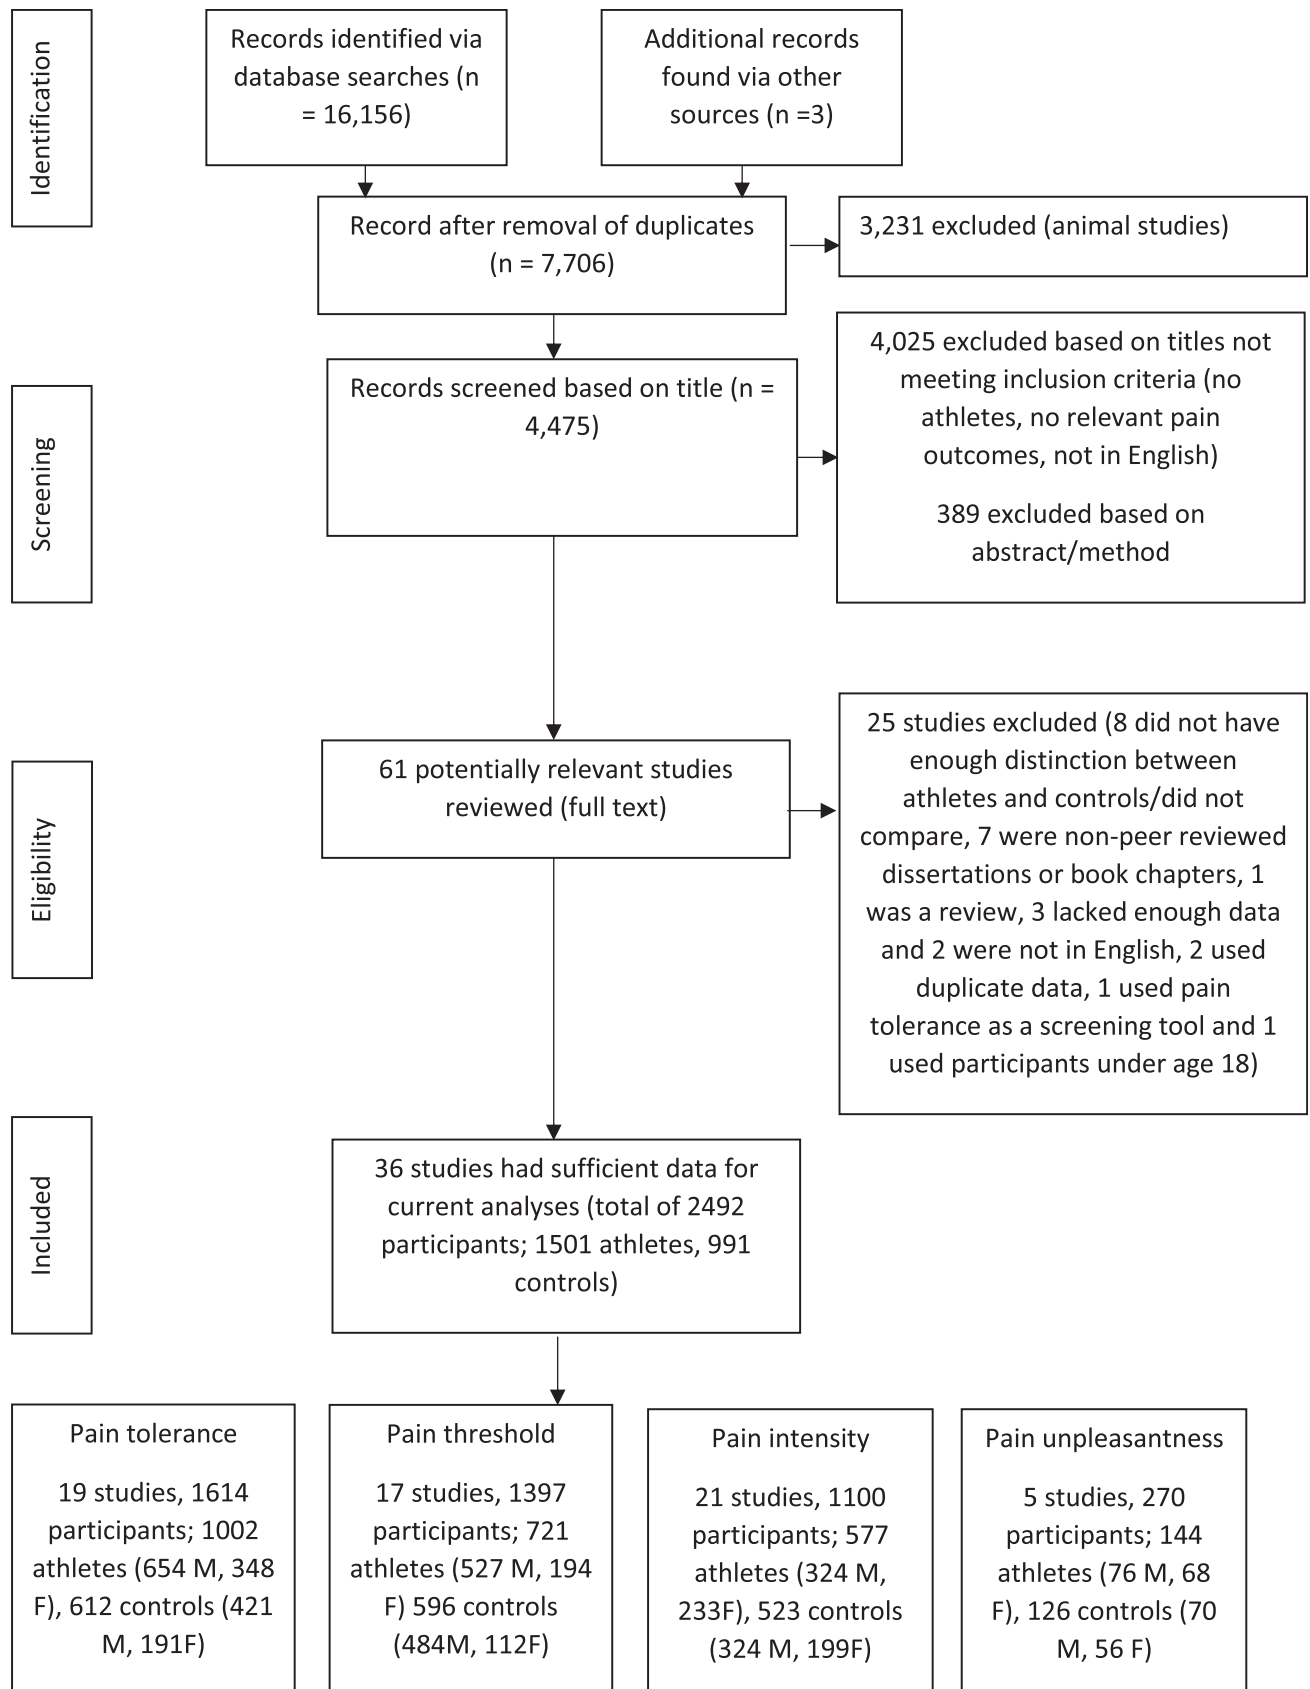 Identification
Records identified via
database searches (n
= 16,156)
Additional records
found via other
sources (n =3)
Record after removal of duplicates
(n = 7,706)
3,231 excluded (animal studies)
Screening
Records screened based on title (n =
4,475)
4,025 excluded based on titles not
meeting inclusion criteria (no
athletes, no relevant pain
outcomes, not in English)
389 excluded based on
abstract/method
Eligibility
61 potentially relevant studies
reviewed (full text)
25 studies excluded (8 did not have
enough distinction between
athletes and controls/did not
compare, 7 were non-peer reviewed
dissertations or book chapters, 1
was a review, 3 lacked enough data
and 2 were not in English, 2 used
duplicate data, 1 used pain
tolerance as a screening tool and 1
used participants under age 18)
Included
36 studies had sufficient data for
current analyses (total of 2492
participants; 1501 athletes, 991
controls)
Pain tolerance
19 studies, 1614
participants; 1002
athletes (654 M, 348
F), 612 controls (421
M, 191F)
Pain threshold
17 studies, 1397
participants; 721
athletes (527 M, 194
F) 596 controls
(484M, 112F)
Pain intensity
21 studies, 1100
participants; 577
athletes (324 M,
233F), 523 controls
(324 M, 199F)
Pain unpleasantness
5 studies, 270
participants; 144
athletes (76 M, 68
F), 126 controls (70
M, 56 F)